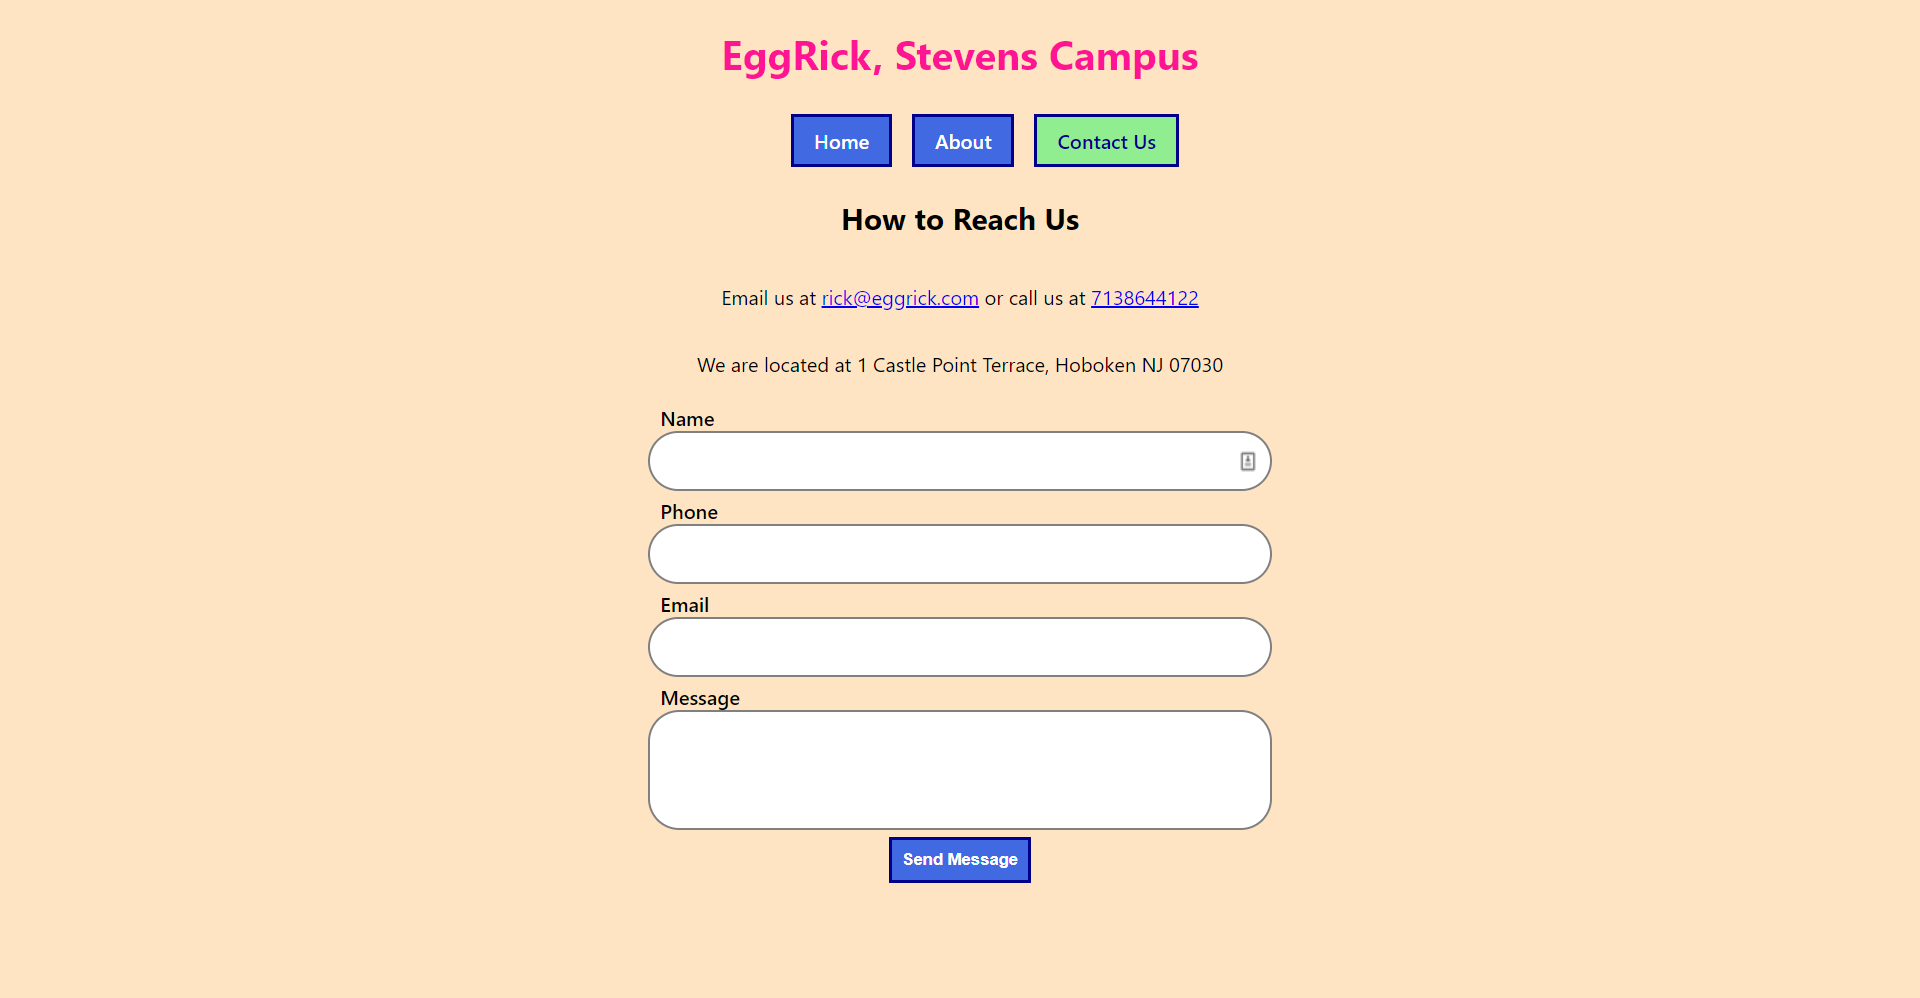 EggRick, Stevens Campus
Home About Contact Us
How to Reach Us
Email us at rick@eggrick.com or call us at 7138644122
We are located at 1 Castle Point Terrace, Hoboken NJ 07030
Name
Phone
Email
Message
Send Message